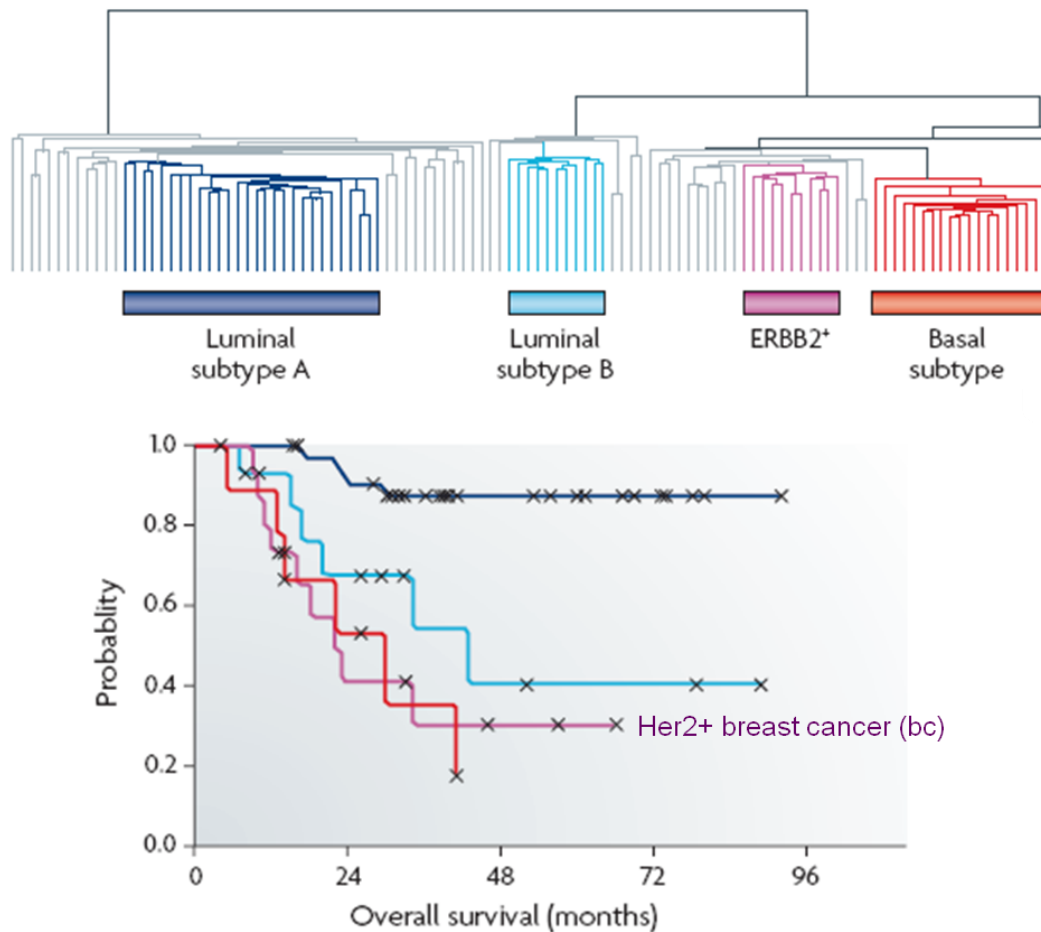 Luminal
subtype A
Luminal
subtype B
ERBB2⁺
Basal
subtype
1.0
0.8
0.6
0.4
0.2
0.0
Probablity
Her2+ breast cancer (bc)
0 24 48 72 96
Overall survival (months)